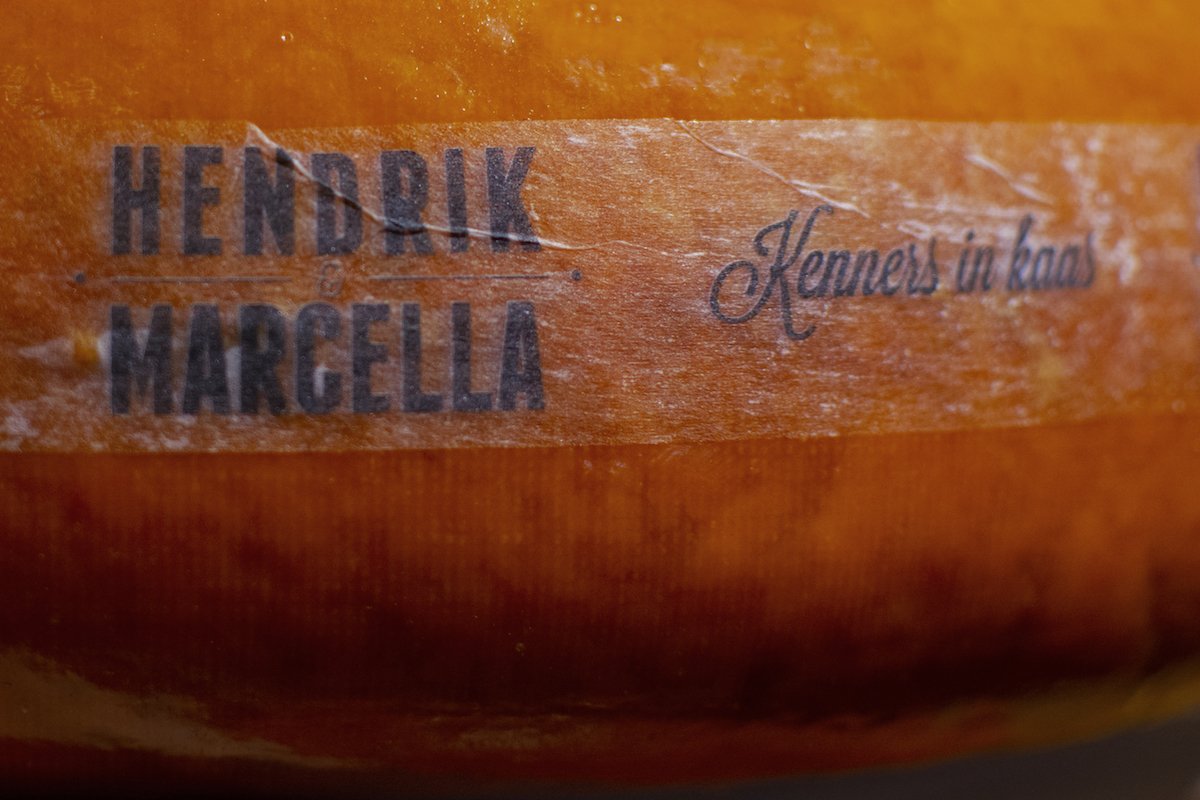 HENDRIK
&
MARCELLA
Kenners in kaas